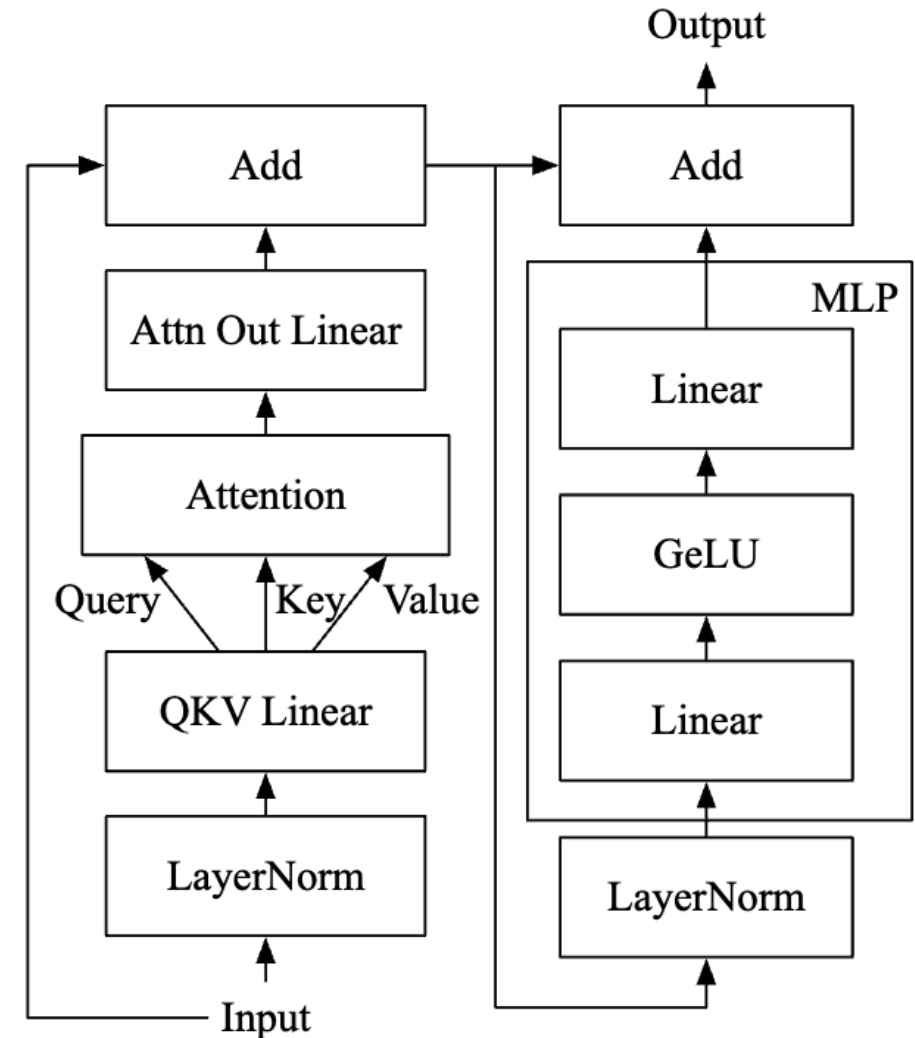 Output
Add
Add
MLP
Attn Out Linear
Linear
Attention
GeLU
Query
Key
Value
QKV Linear
Linear
LayerNorm
LayerNorm
Input